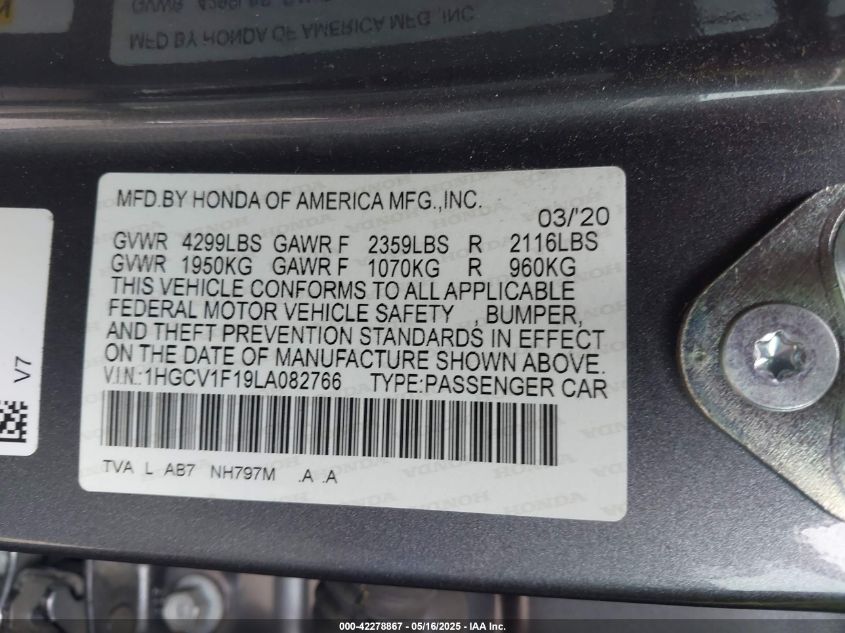 MFD BY HONDA OF AMERICA MFG.,INC.
MFD.BY HONDA OF AMERICA MFG.,INC.
03/'20
GVWR 4299LBS GAWR F 2359LBS R 2116LBS
GVWR 1950KG GAWR F 1070KG R 960KG
THIS VEHICLE CONFORMS TO ALL APPLICABLE
FEDERAL MOTOR VEHICLE SAFETY , BUMPER,
AND THEFT PREVENTION STANDARDS IN EFFECT
ON THE DATE OF MANUFACTURE SHOWN ABOVE.
V.I.N.:1HGCV1F19LA082766 TYPE:PASSENGER CAR
TVA L AB7 NH797M .A .A
V7
000-42278867 - 05/16/2025 - IAA Inc.